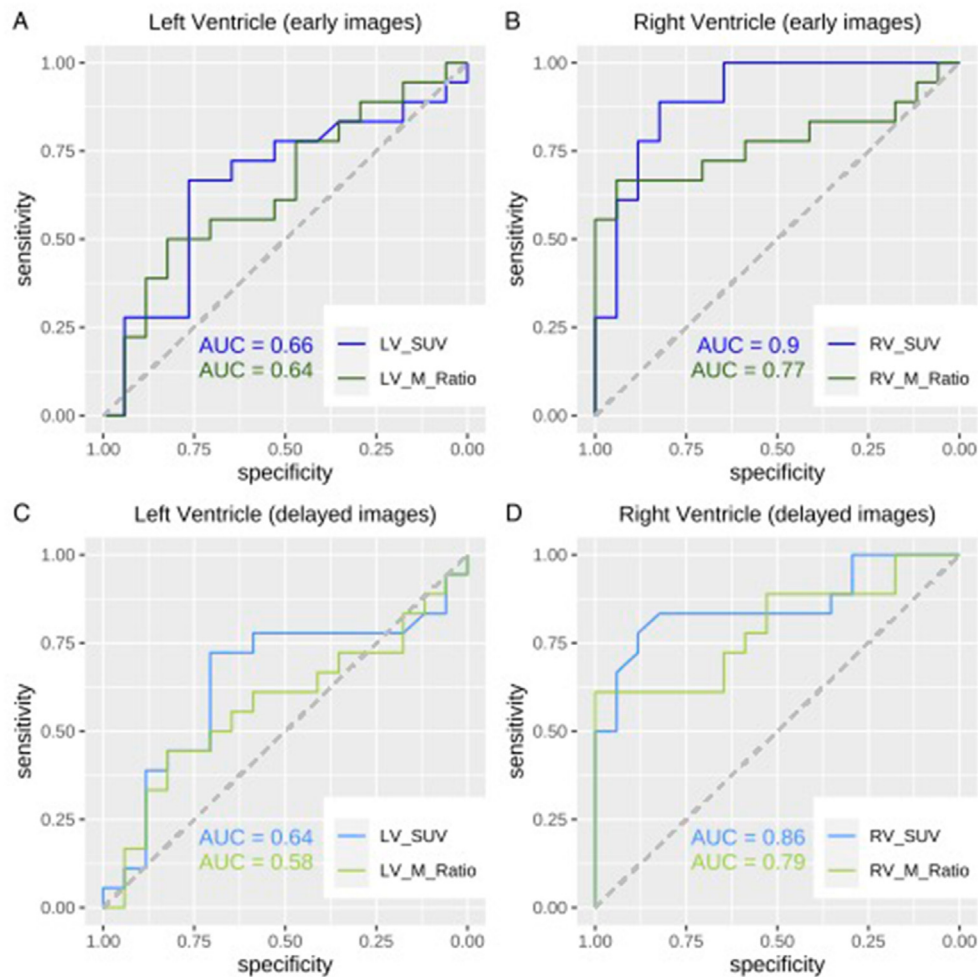 A
Left Ventricle (early images)
1.00
0.75
0.50
0.25
0.00
sensitivity
AUC = 0.66
AUC = 0.64
LV_SUV
LV_M_Ratio
1.00 0.75 0.50 0.25 0.00
specificity
B
Right Ventricle (early images)
1.00
0.75
0.50
0.25
0.00
sensitivity
AUC = 0.9
AUC = 0.77
RV_SUV
RV_M_Ratio
1.00 0.75 0.50 0.25 0.00
specificity
C
Left Ventricle (delayed images)
1.00
0.75
0.50
0.25
0.00
sensitivity
AUC = 0.64
AUC = 0.58
LV_SUV
LV_M_Ratio
1.00 0.75 0.50 0.25 0.00
specificity
D
Right Ventricle (delayed images)
1.00
0.75
0.50
0.25
0.00
sensitivity
AUC = 0.86
AUC = 0.79
RV_SUV
RV_M_Ratio
1.00 0.75 0.50 0.25 0.00
specificity